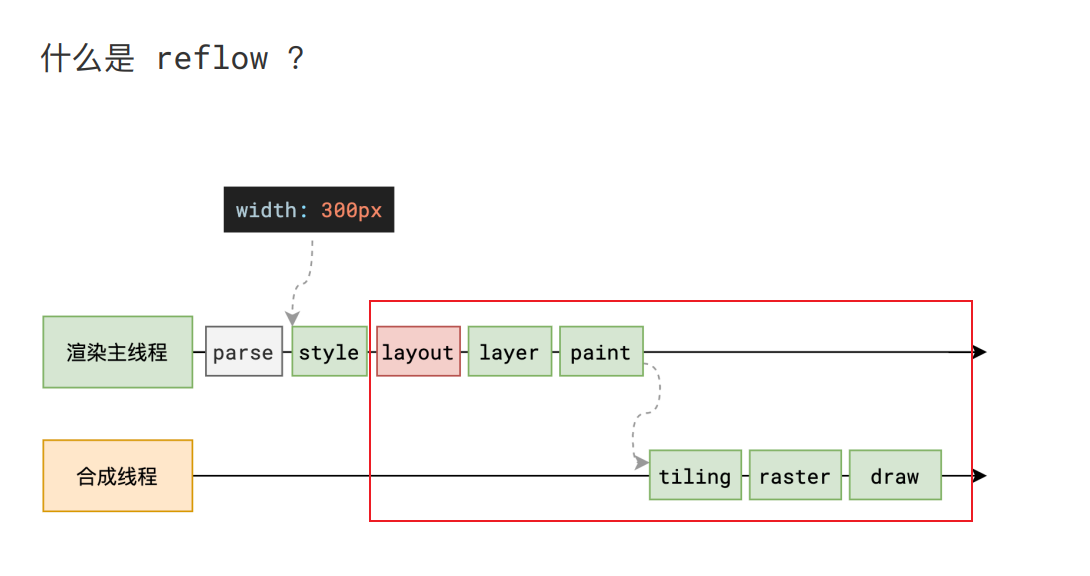 什么是 reflow ?
width: 300px
渲染主线程 parse style layout layer paint
合成线程 tiling raster draw